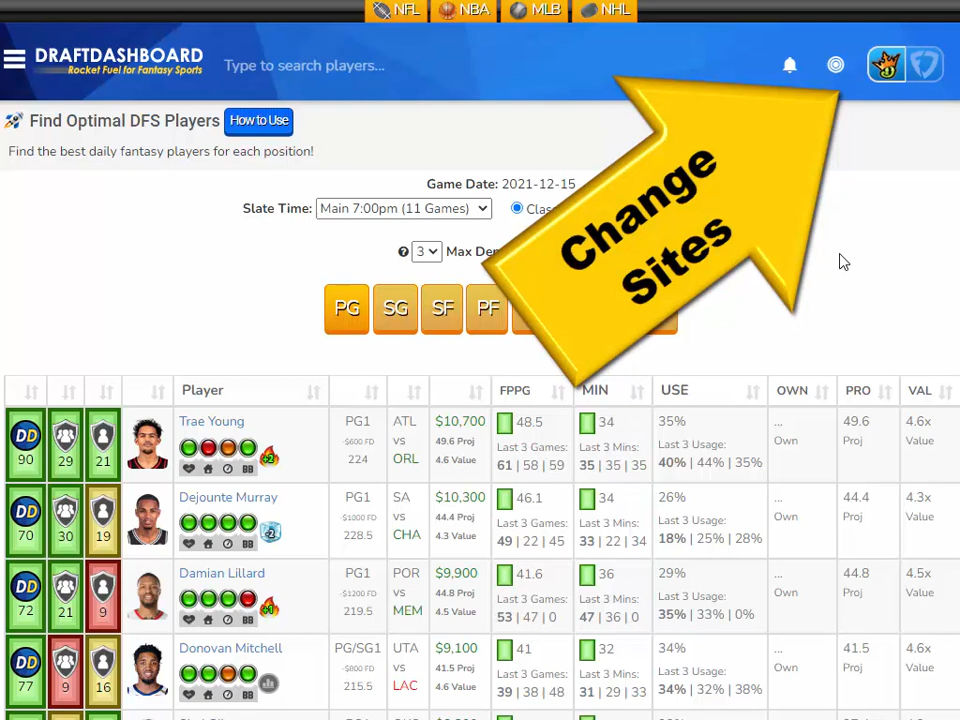 NFL NBA MLB NHL
DRAFTDASHBOARD
Rocket Fuel for Fantasy Sports
Type to search players...
Find Optimal DFS Players How to Use
Find the best daily fantasy players for each position!
Game Date: 2021-12-15
Slate Time: Main 7:00pm (11 Games)
3 Max
Change
Sites
PG SG SF PF
Player FPPG MIN USE OWN PRO VAL
DD 90 29 21
Trae Young
+2
PG1
-$600 FD
224
ATL
VS
ORL
$10,700
49.6 Proj
4.6 Value
48.5
Last 3 Games:
61 | 58 | 59
34
Last 3 Mins:
35 | 35 | 35
35%
Last 3 Usage:
40% | 44% | 35%
...
Own
49.6
Proj
4.6x
Value
DD 70 30 19
Dejounte Murray
BB
-2
PG1
-$1000 FD
228.5
SA
VS
CHA
$10,300
44.4 Proj
4.3 Value
46.1
Last 3 Games:
49 | 22 | 45
34
Last 3 Mins:
33 | 22 | 34
26%
Last 3 Usage:
18% | 25% | 28%
...
Own
44.4
Proj
4.3x
Value
DD 72 21 9
Damian Lillard
BB
+1
PG1
-$1200 FD
219.5
POR
VS
MEM
$9,900
44.8 Proj
4.5 Value
41.6
Last 3 Games:
53 | 47 | 0
36
Last 3 Mins:
47 | 36 | 0
29%
Last 3 Usage:
35% | 33% | 0%
...
Own
44.8
Proj
4.5x
Value
DD 77 9 16
Donovan Mitchell
BB
PG/SG1
-$800 FD
215.5
UTA
VS
LAC
$9,100
41.5 Proj
4.6 Value
41
Last 3 Games:
39 | 38 | 48
32
Last 3 Mins:
31 | 29 | 33
34%
Last 3 Usage:
34% | 32% | 38%
...
Own
41.5
Proj
4.6x
Value